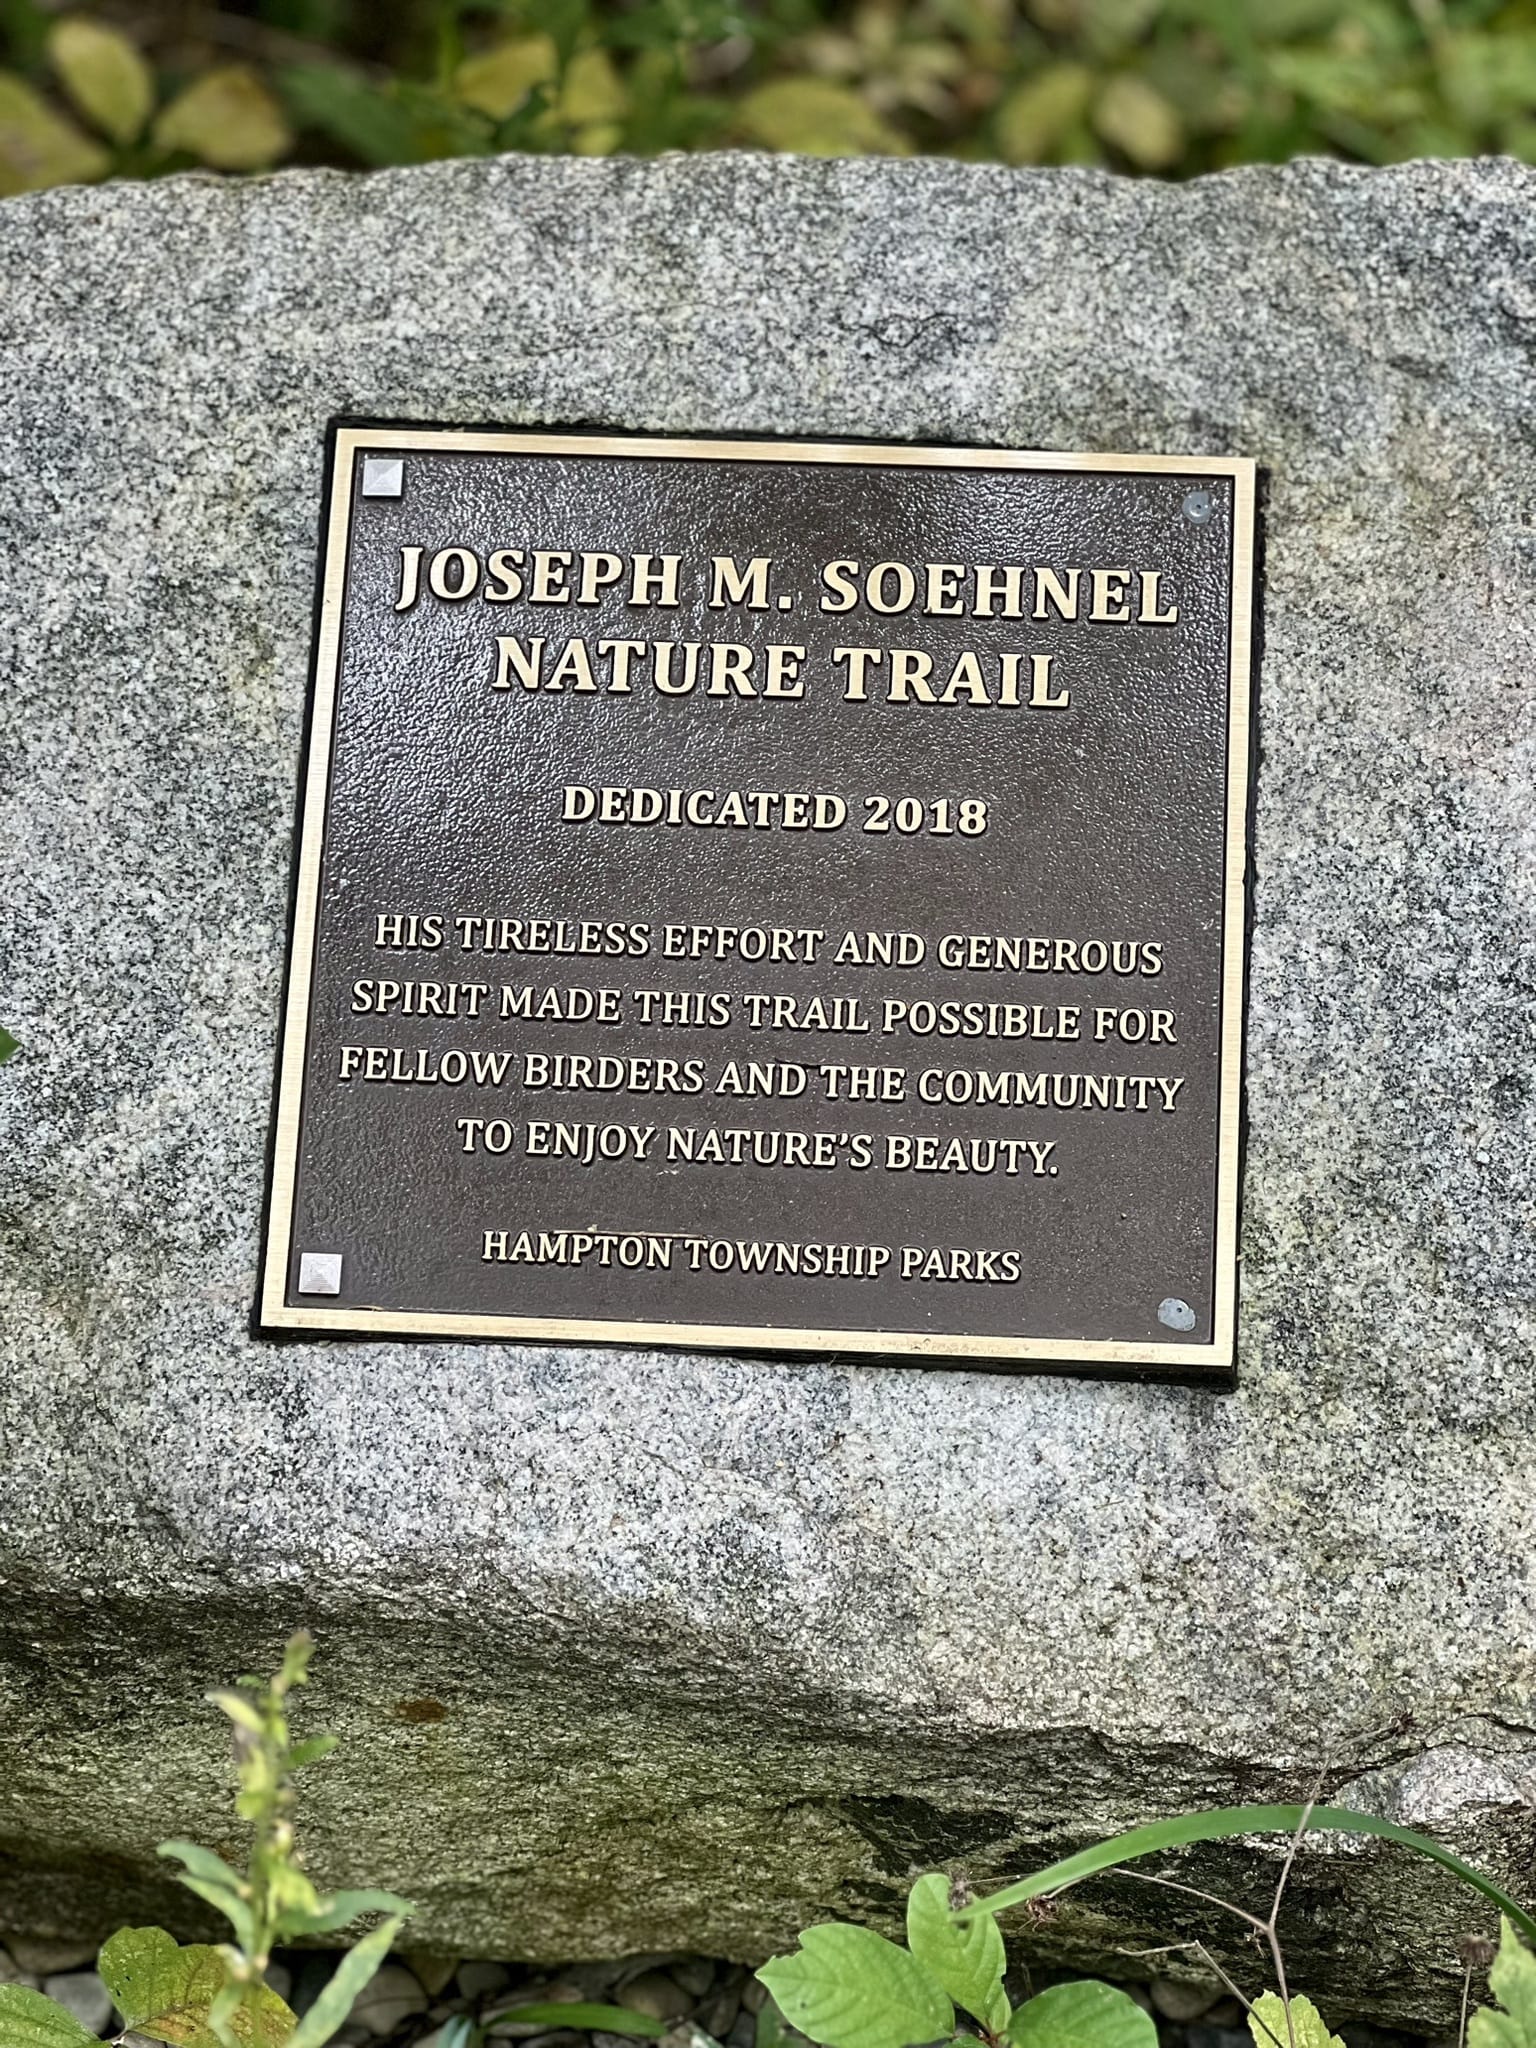 JOSEPH M. SOEHNEL
NATURE TRAIL
DEDICATED 2018
HIS TIRELESS EFFORT AND GENEROUS
SPIRIT MADE THIS TRAIL POSSIBLE FOR
FELLOW BIRDERS AND THE COMMUNITY
TO ENJOY NATURE'S BEAUTY.
HAMPTON TOWNSHIP PARKS